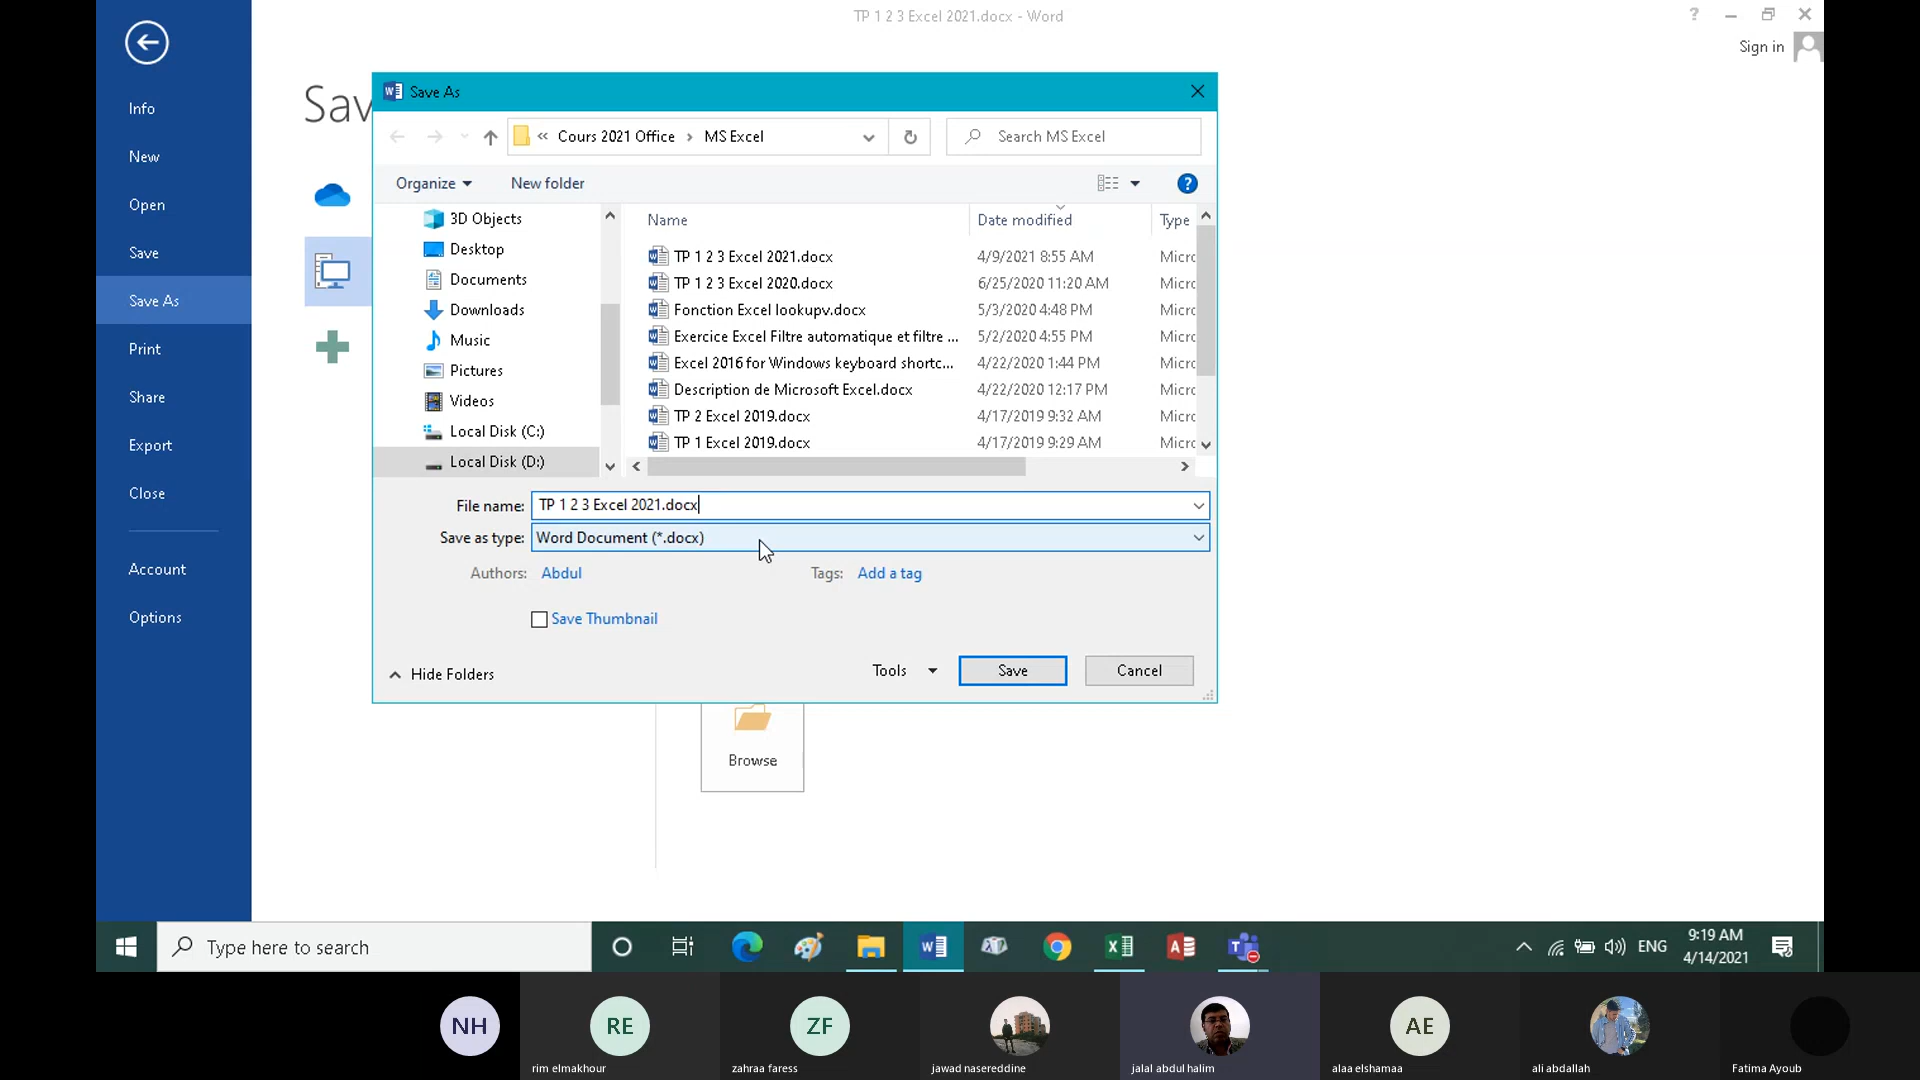 TP 1 2 3 Excel 2021.docx - Word
?
Sign in
Info
New
Open
Save
Save As
Print
Share
Export
Close
Account
Options
Sav
Save As
« Cours 2021 Office › MS Excel
Search MS Excel
Organize
New folder
3D Objects
Desktop
Documents
Downloads
Music
Pictures
Videos
Local Disk (C:)
Local Disk (D:)
Name Date modified Type
TP 1 2 3 Excel 2021.docx 4/9/2021 8:55 AM Micro
TP 1 2 3 Excel 2020.docx 6/25/2020 11:20 AM Micro
Fonction Excel lookupv.docx 5/3/2020 4:48 PM Micro
Exercice Excel Filtre automatique et filtre ... 5/2/2020 4:55 PM Micro
Excel 2016 for Windows keyboard shortc... 4/22/2020 1:44 PM Micro
Description de Microsoft Excel.docx 4/22/2020 12:17 PM Micro
TP 2 Excel 2019.docx 4/17/2019 9:32 AM Micro
TP 1 Excel 2019.docx 4/17/2019 9:29 AM Micro
File name: TP 1 2 3 Excel 2021.docx
Save as type: Word Document (*.docx)
Authors: Abdul Tags: Add a tag
Save Thumbnail
Hide Folders
Tools
Save
Cancel
Browse
Type here to search
ENG
9:19 AM
4/14/2021
NH
RE
ZF
AE
rim elmakhour
zahraa faress
jawad nasereddine
jalal abdul halim
alaa elshamaa
ali abdallah
Fatima Ayoub